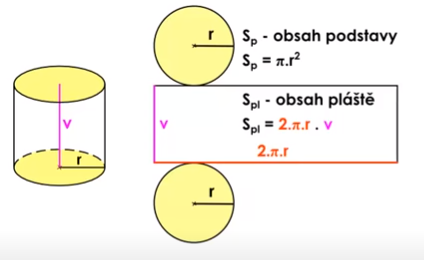 r
S_p - obsah podstavy
S_p = π.r²
v
r
v
S_pl - obsah pláště
S_pl = 2.π.r . v
2.π.r
r